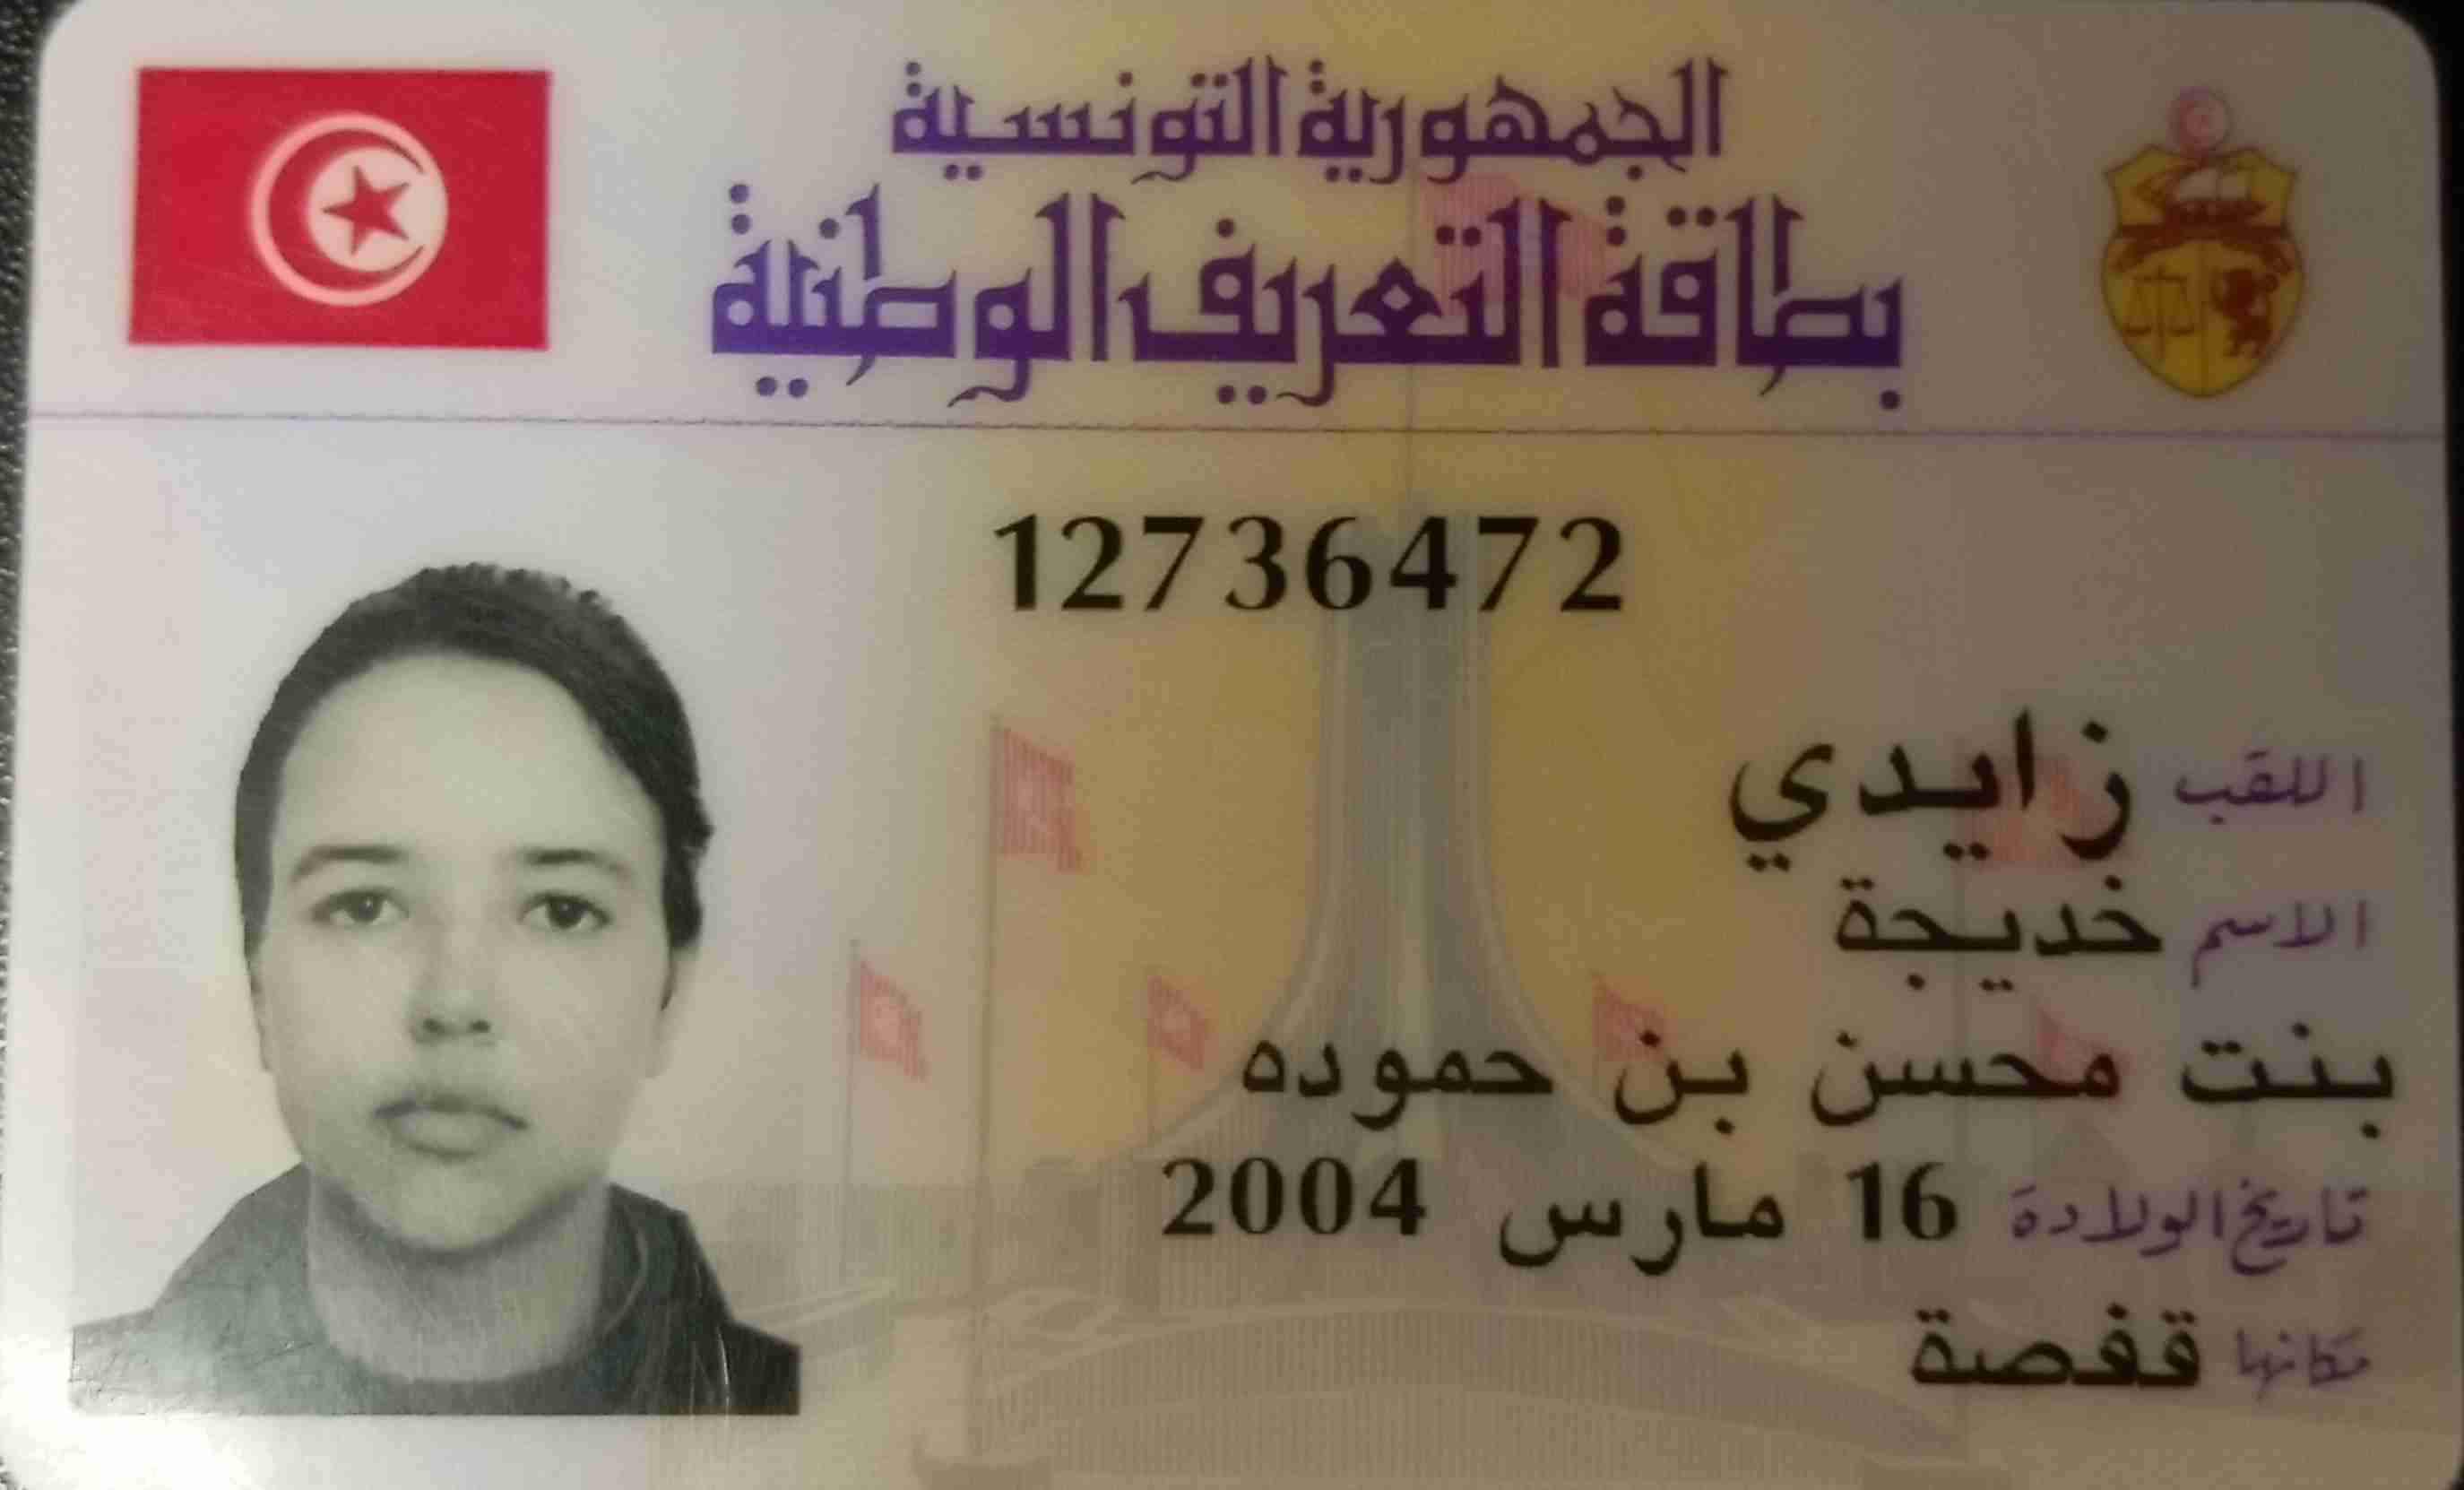 الجمهورية التونسية
بطاقة التعريف الوطنية
12736472
اللقب زايدي
الاسم خديجة
بنت محسن بن حموده
تاريخ الولادة 16 مارس 2004
مكانها قفصة